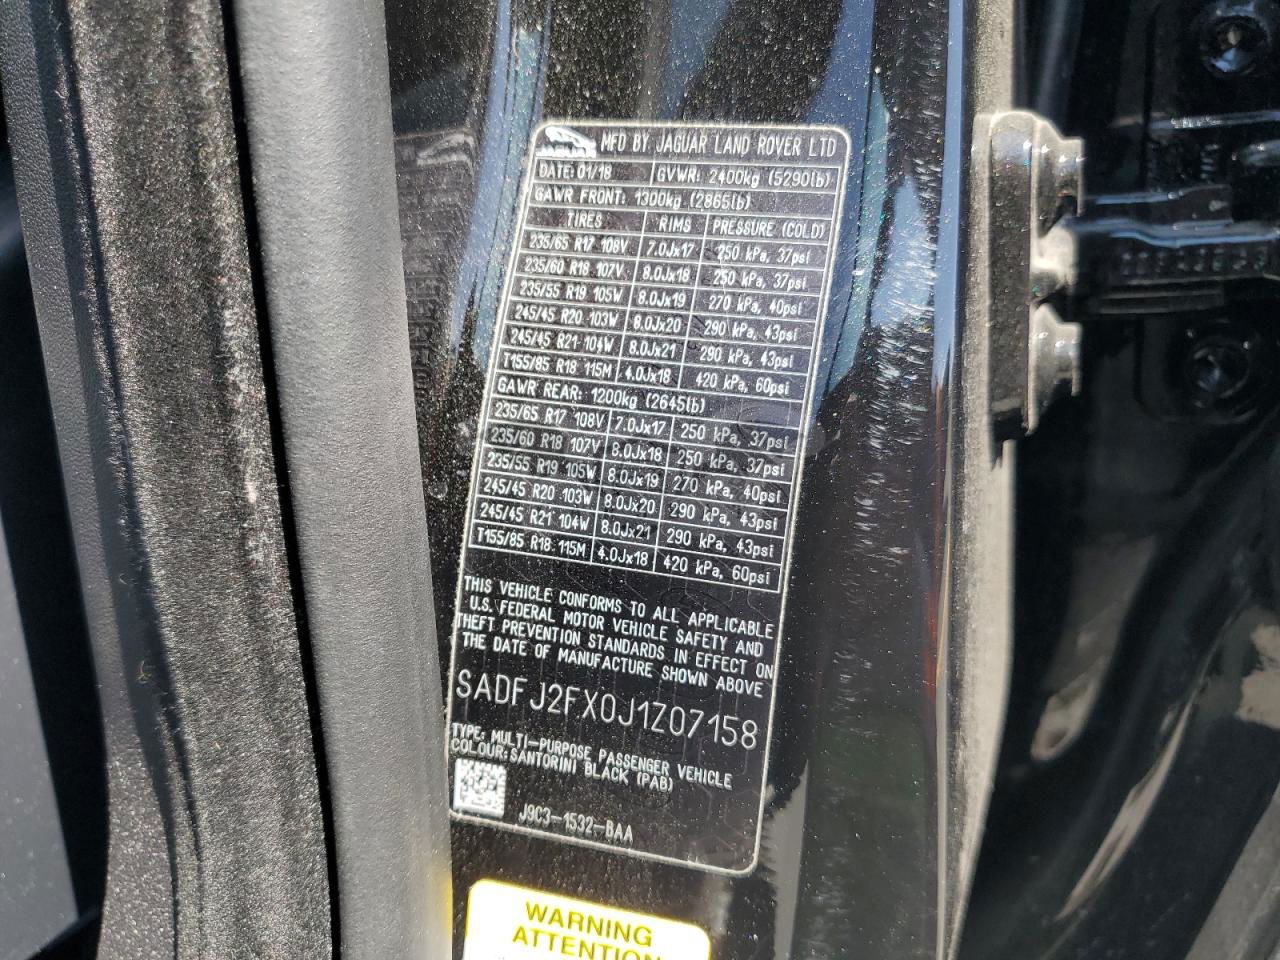 JAGUAR MFD BY JAGUAR LAND ROVER LTD
DATE: 01/18 GVWR: 2400kg (5290lb)
GAWR FRONT: 1300kg (2865lb)
TIRES RIMS PRESSURE (COLD)
235/65 R17 108V 7.0Jx17 250 kPa, 37psi
235/60 R18 107V 8.0Jx18 250 kPa, 37psi
235/55 R19 105W 8.0Jx19 270 kPa, 40psi
245/45 R20 103W 8.0Jx20 290 kPa, 43psi
245/45 R21 104W 8.0Jx21 290 kPa, 43psi
T155/85 R18 115M 4.0Jx18 420 kPa, 60psi
GAWR REAR: 1200kg (2645lb)
235/65 R17 108V 7.0Jx17 250 kPa, 37psi
235/60 R18 107V 8.0Jx18 250 kPa, 37psi
235/55 R19 105W 8.0Jx19 270 kPa, 40psi
245/45 R20 103W 8.0Jx20 290 kPa, 43psi
245/45 R21 104W 8.0Jx21 290 kPa, 43psi
T155/85 R18 115M 4.0Jx18 420 kPa, 60psi
THIS VEHICLE CONFORMS TO ALL APPLICABLE
U.S. FEDERAL MOTOR VEHICLE SAFETY AND
THEFT PREVENTION STANDARDS IN EFFECT ON
THE DATE OF MANUFACTURE SHOWN ABOVE
SADFJ2FX0J1Z07158
TYPE: MULTI-PURPOSE PASSENGER VEHICLE
COLOUR: SANTORINI BLACK (PAB)
J9C3-1532-BAA
WARNING
ATTENTION